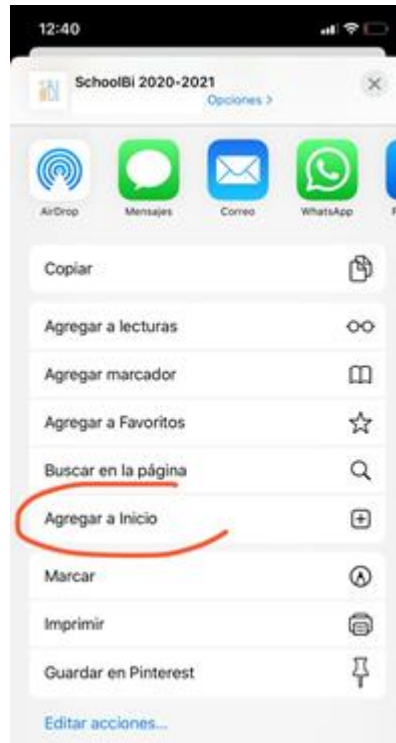 12:40
SchoolBi 2020-2021
Opciones >
AirDrop
Mensajes
Correo
WhatsApp
Copiar
Agregar a lecturas
Agregar marcador
Agregar a Favoritos
Buscar en la página
Agregar a Inicio
Marcar
Imprimir
Guardar en Pinterest
Editar acciones...